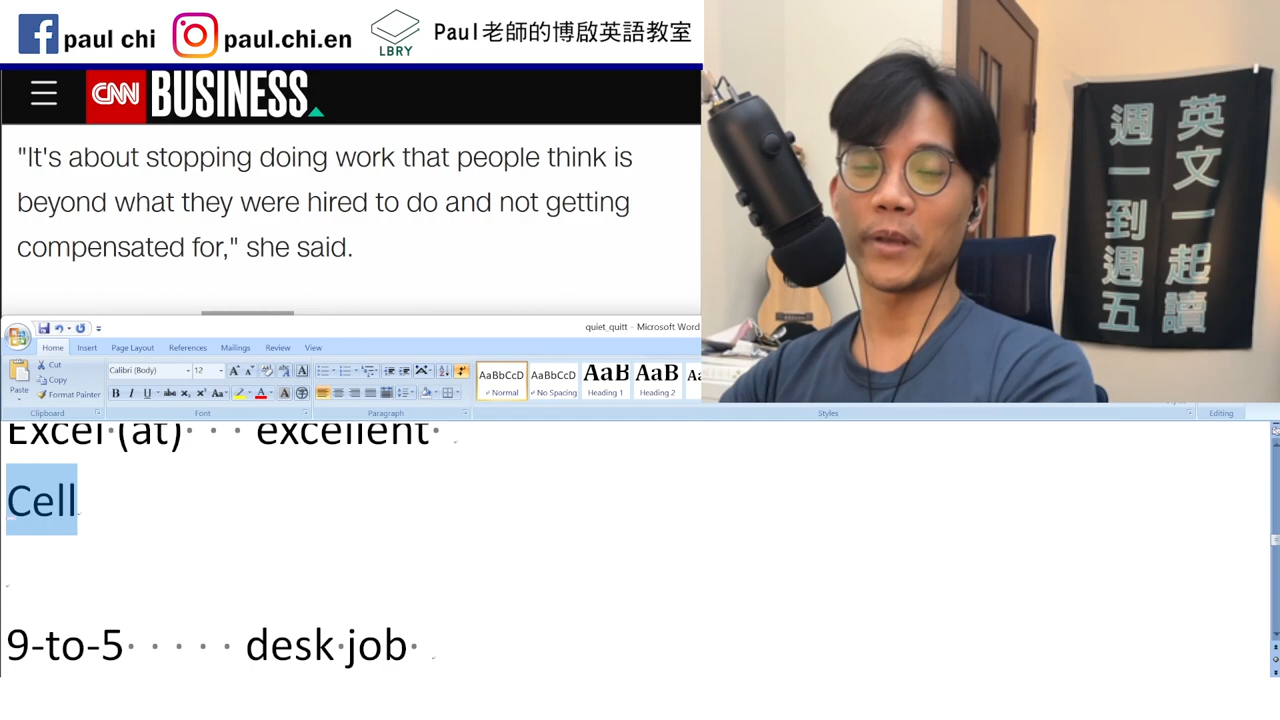 paul chi
paul.chi.en
LBRY
Paul老師的博啟英語教室
CNN BUSINESS
"It's about stopping doing work that people think is
beyond what they were hired to do and not getting
compensated for," she said.
英文一起讀
週一到週五
quiet_quitt - Microsoft Word
Home Insert Page Layout References Mailings Review View
Paste
Cut
Copy
Format Painter
Calibri (Body) 12
AaBbCcD AaBbCcD AaBb AaB
Normal No Spacing Heading 1 Heading 2
Clipboard Font Paragraph Styles Editing
Excel (at) excellent
Cell
9-to-5 desk job